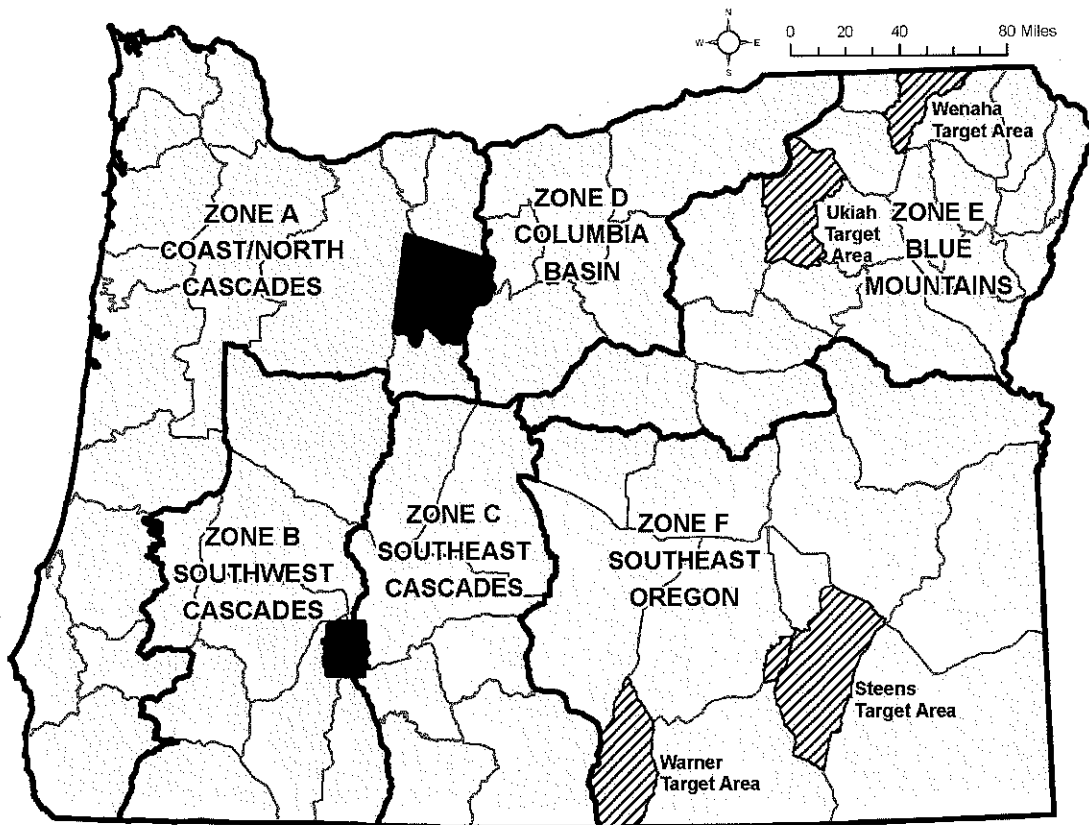 N
W E
S
0 20 40 80 Miles
Wenaha
Target Area
ZONE A
COAST/NORTH
CASCADES
ZONE D
COLUMBIA
BASIN
Ukiah
Target
Area
ZONE E
BLUE
MOUNTAINS
ZONE B
SOUTHWEST
CASCADES
ZONE C
SOUTHEAST
CASCADES
ZONE F
SOUTHEAST
OREGON
Steens
Target Area
Warner
Target Area